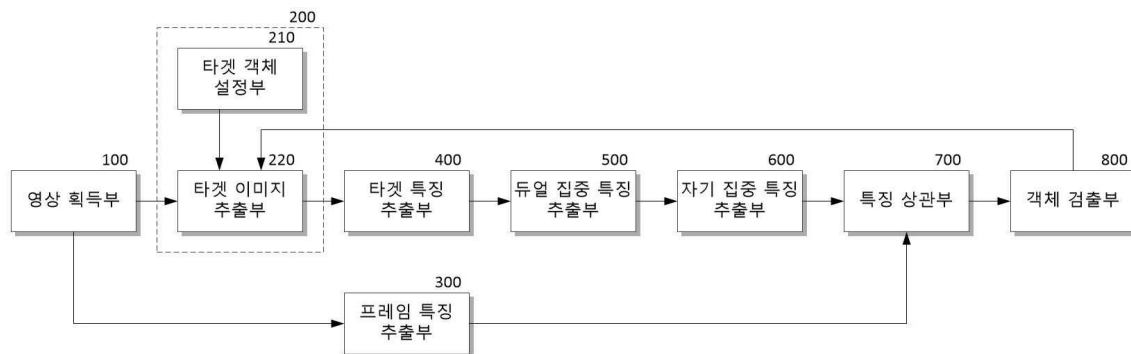 200
210
타겟 객체
설정부
100
영상 획득부
220
타겟 이미지
추출부
400
타겟 특징
추출부
500
듀얼 집중 특징
추출부
600
자기 집중 특징
추출부
700
특징 상관부
800
객체 검출부
300
프레임 특징
추출부